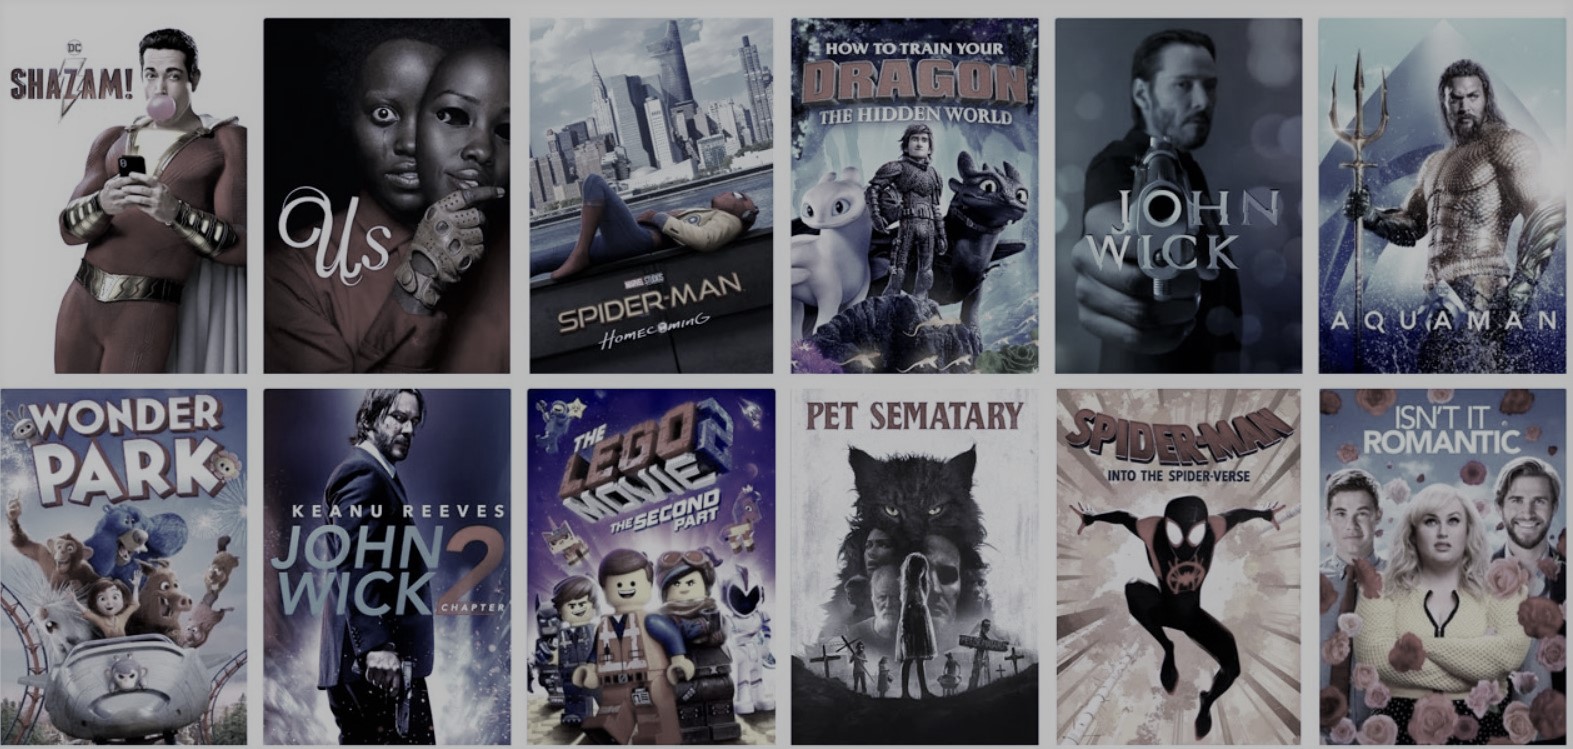 DC
SHAZAM!
Us
MARVEL STUDIOS
SPIDER-MAN
HOMECOMING
HOW TO TRAIN YOUR
DRAGON
THE HIDDEN WORLD
JOHN
WICK
AQUAMAN
WONDER
PARK
KEANU REEVES
JOHN
WICK 2
CHAPTER
THE
LEGO
MOVIE 2
THE SECOND
PART
PET SEMATARY
SPIDER-MAN
INTO THE SPIDER-VERSE
ISN'T IT
ROMANTIC